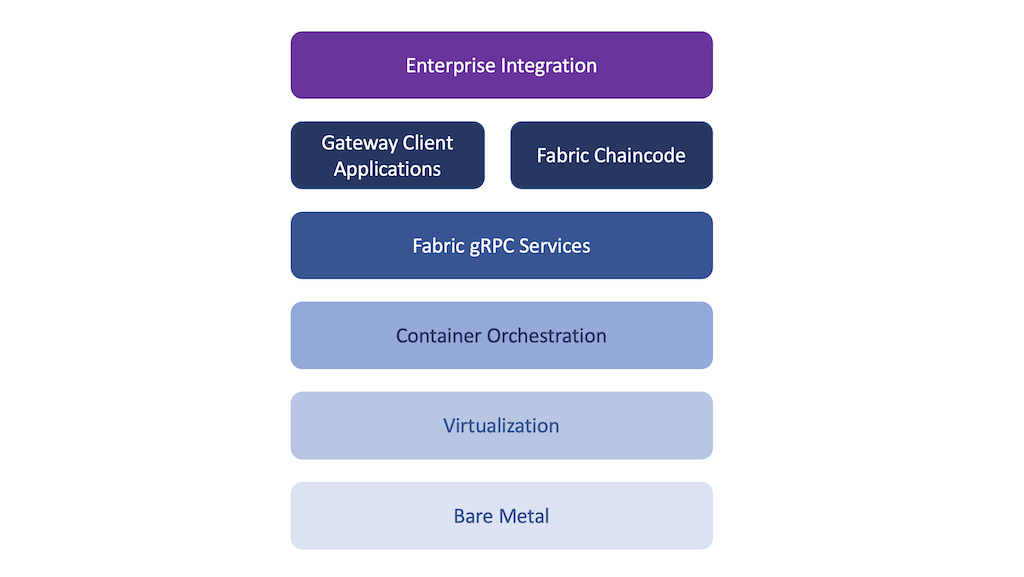 Enterprise Integration
Gateway Client
Applications
Fabric Chaincode
Fabric gRPC Services
Container Orchestration
Virtualization
Bare Metal